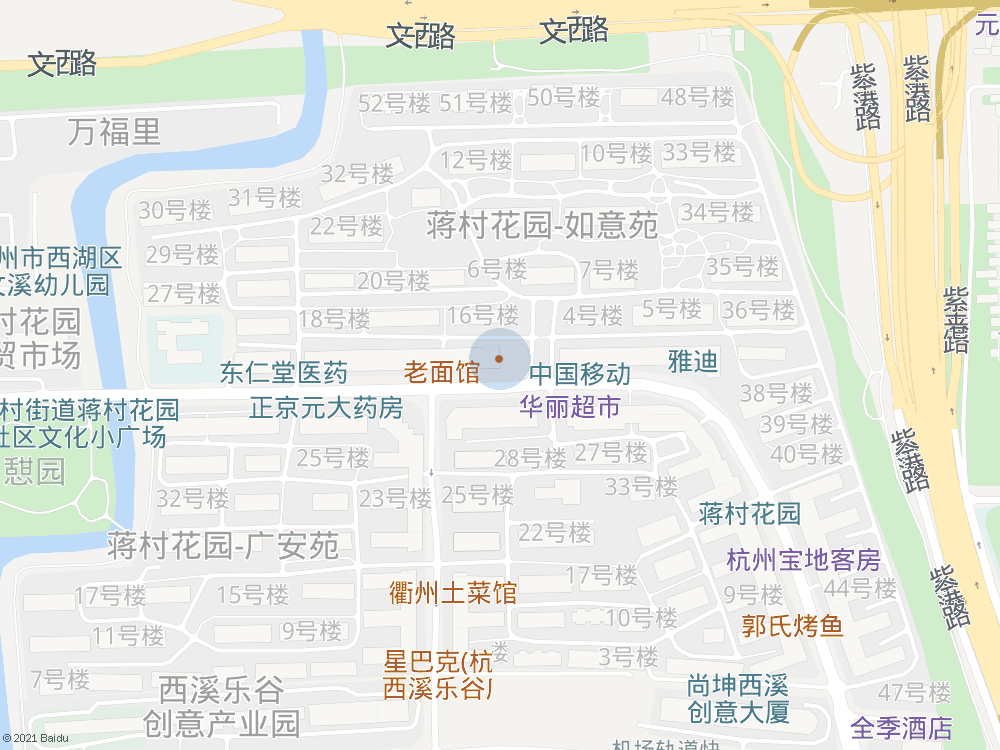 元
文一西路
文一西路
文一西路
紫金港路
紫金港路
52号楼
51号楼
50号楼
48号楼
万福里
12号楼
10号楼
33号楼
32号楼
31号楼
30号楼
22号楼
蒋村花园-如意苑
34号楼
29号楼
州市西湖区
文溪幼儿园
20号楼
6号楼
7号楼
35号楼
27号楼
18号楼
16号楼
4号楼
5号楼
36号楼
紫金港路
村花园
贸市场
东仁堂医药
老面馆
中国移动
雅迪
38号楼
村街道蒋村花园
社区文化小广场
正京元大药房
华丽超市
39号楼
憩园
25号楼
28号楼
27号楼
40号楼
紫金港路
32号楼
23号楼
25号楼
33号楼
蒋村花园
蒋村花园-广安苑
22号楼
杭州宝地客房
17号楼
15号楼
衢州土菜馆
17号楼
9号楼
44号楼
紫金港路
11号楼
9号楼
10号楼
郭氏烤鱼
7号楼
星巴克(杭
西溪乐谷广
楼
3号楼
西溪乐谷
创意产业园
尚坤西溪
创意大厦
47号楼
全季酒店
机场轨道快
© 2021 Baidu